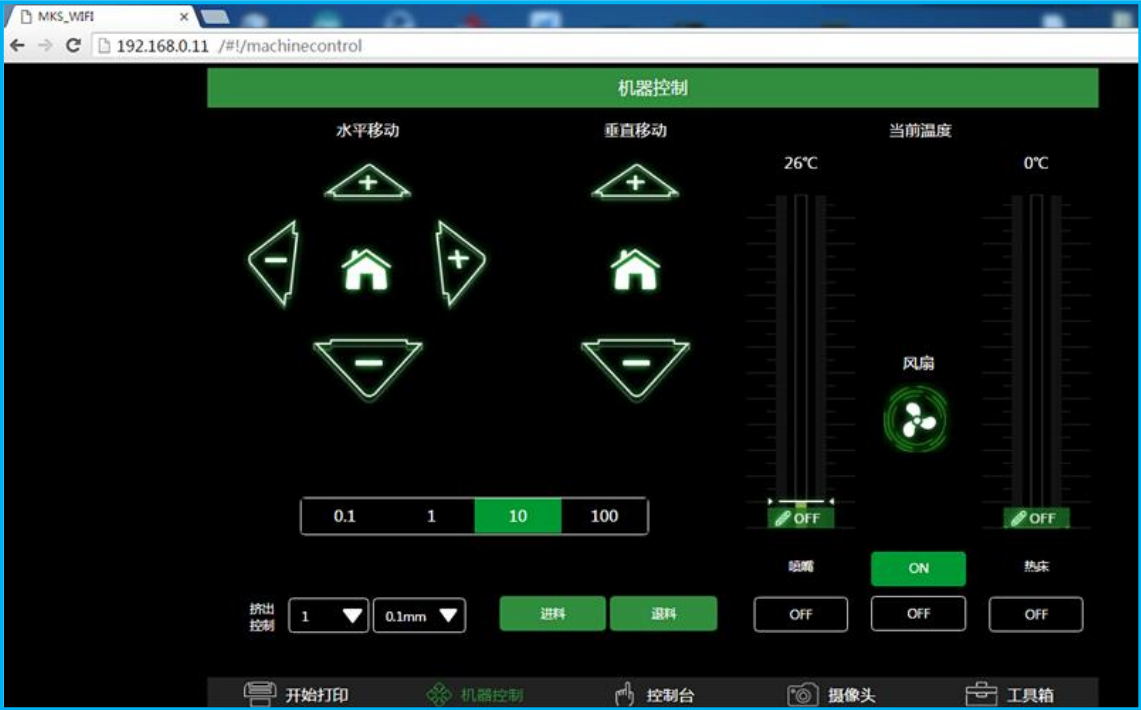 MKS_WIFI ×
192.168.0.11 /#!/machinecontrol
机器控制
水平移动 垂直移动 当前温度
26℃ 0℃
+ +
- + 
- -
风扇
0.1 1 10 100
OFF OFF
喷嘴 ON 热床
挤出
控制
1 0.1mm 进料 退料 OFF OFF OFF
开始打印 机器控制 控制台 摄像头 工具箱